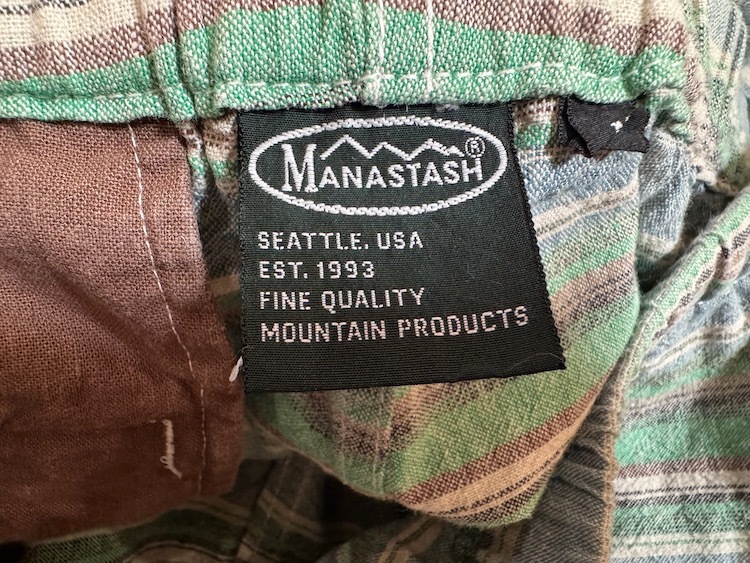 MANASTASH®
SEATTLE, USA
EST. 1993
FINE QUALITY
MOUNTAIN PRODUCTS